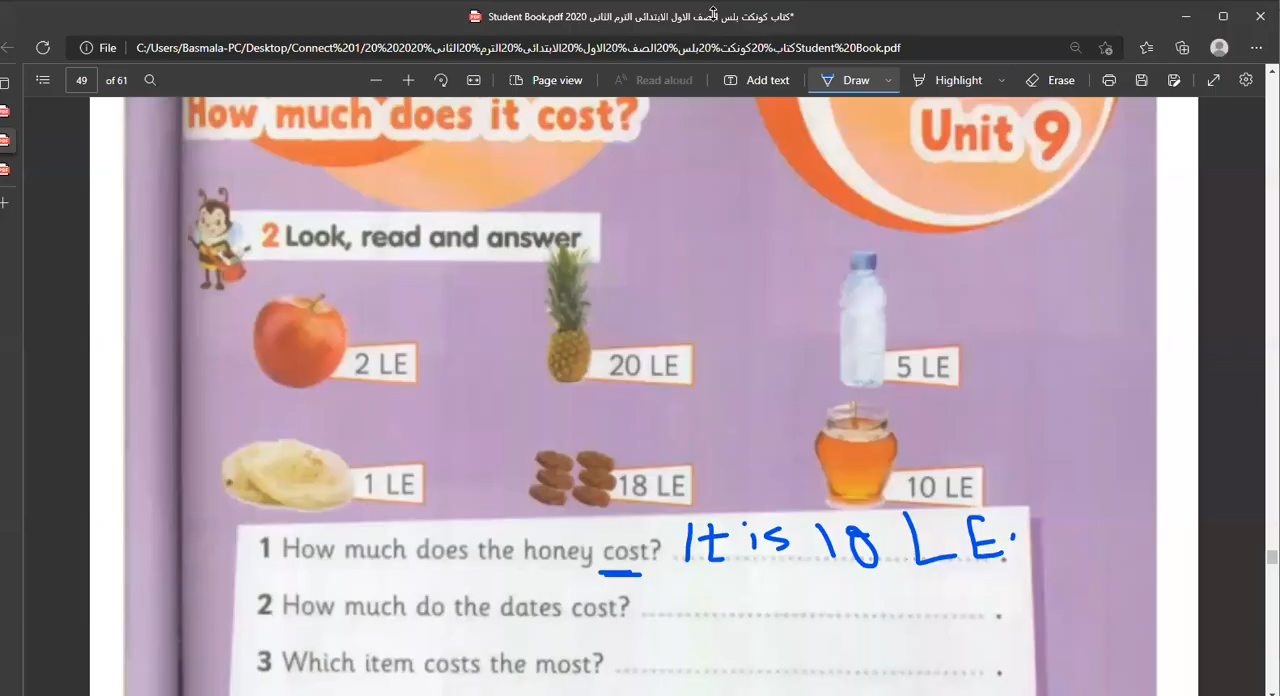 Student Book.pdf كتاب كونكت بلس الصف الاول الابتدائى الترم الثانى 2020*
File C:/Users/Basmala-PC/Desktop/Connect%201/20%202020%كتاب%20كونكت%20بلس%20الصف%20الاول%20الابتدائى%20الترم%20الثانىStudent%20Book.pdf
49 of 61 Page view Read aloud Add text Draw Highlight Erase
How much does it cost? Unit 9
2 Look, read and answer
2 LE 20 LE 5 LE
1 LE 18 LE 10 LE
1 How much does the honey cost? It is 10 LE.
2 How much do the dates cost? .
3 Which item costs the most? .